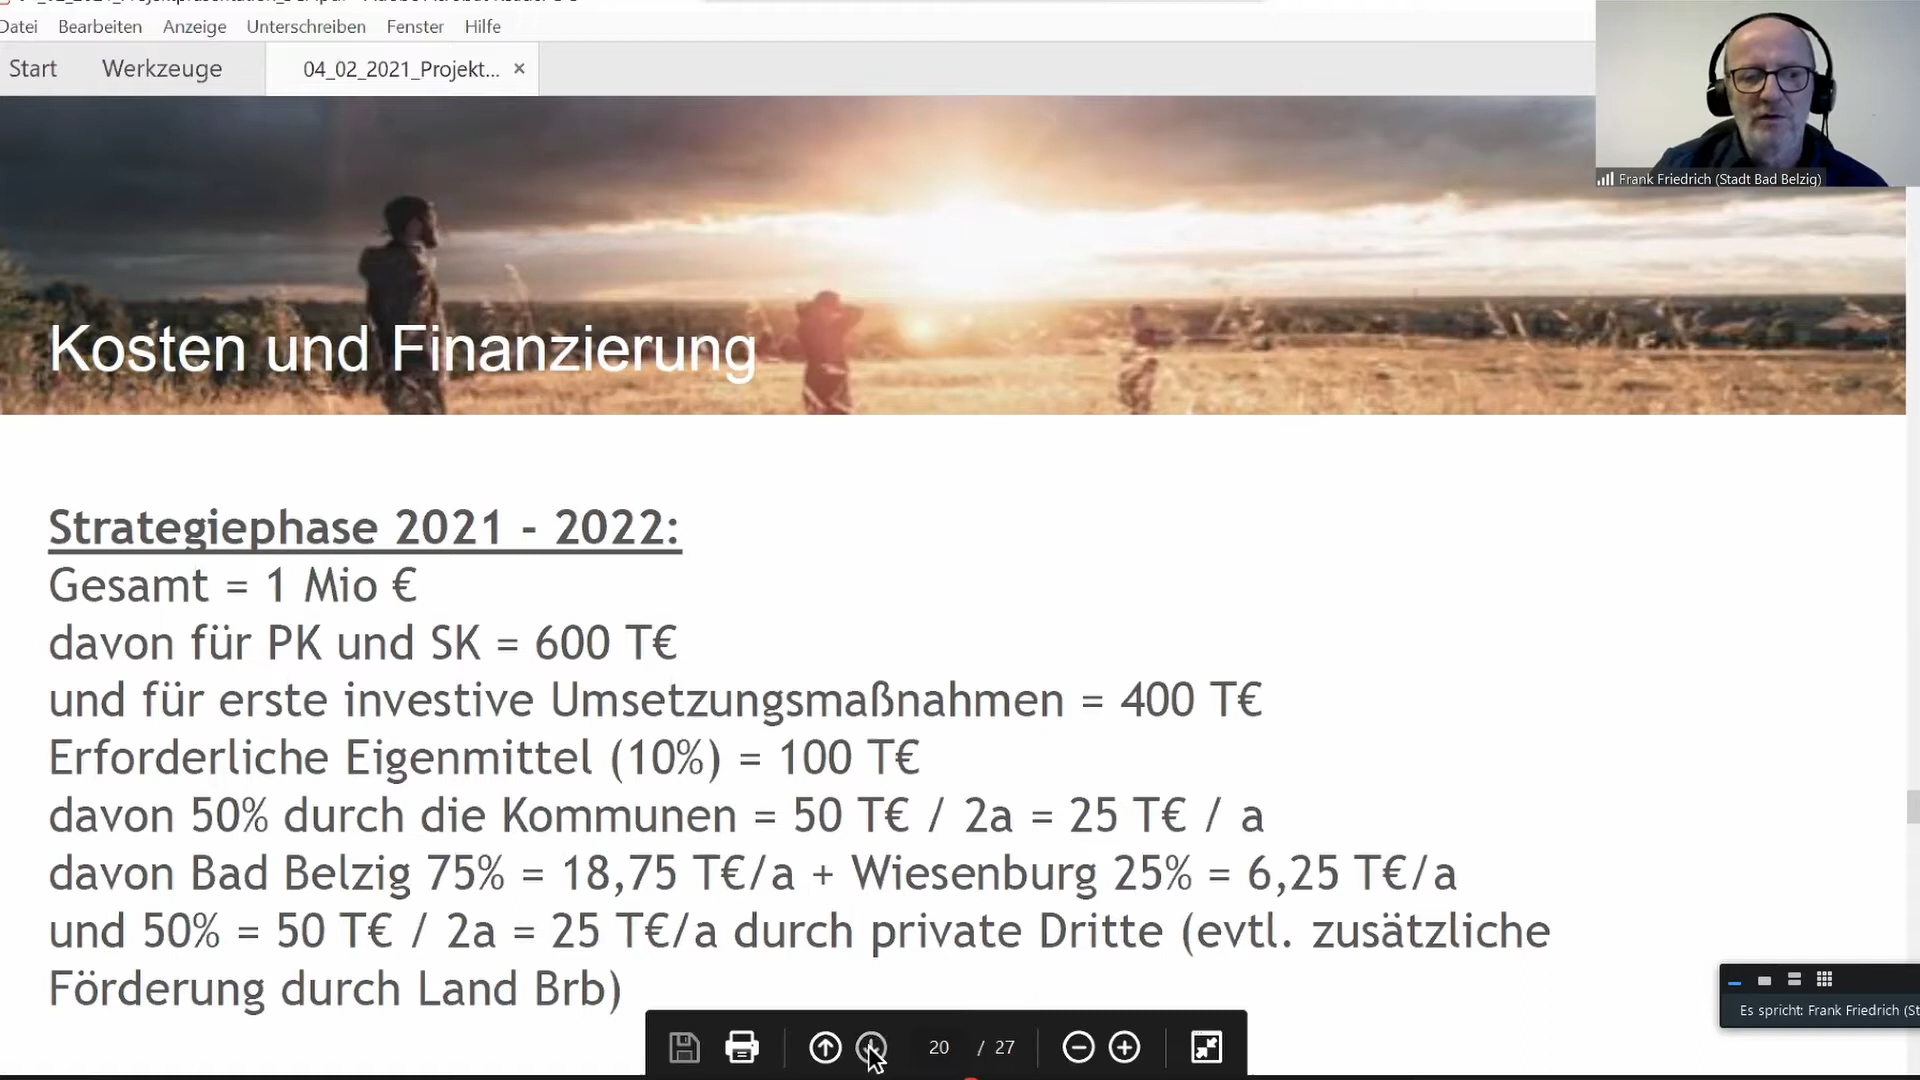 Datei Bearbeiten Anzeige Unterschreiben Fenster Hilfe
Start Werkzeuge 04_02_2021_Projekt... ×
Frank Friedrich (Stadt Bad Belzig)
Kosten und Finanzierung
Strategiephase 2021 - 2022:
Gesamt = 1 Mio €
davon für PK und SK = 600 T€
und für erste investive Umsetzungsmaßnahmen = 400 T€
Erforderliche Eigenmittel (10%) = 100 T€
davon 50% durch die Kommunen = 50 T€ / 2a = 25 T€ / a
davon Bad Belzig 75% = 18,75 T€/a + Wiesenburg 25% = 6,25 T€/a
und 50% = 50 T€ / 2a = 25 T€/a durch private Dritte (evtl. zusätzliche
Förderung durch Land Brb)
Es spricht: Frank Friedrich (St
20 / 27